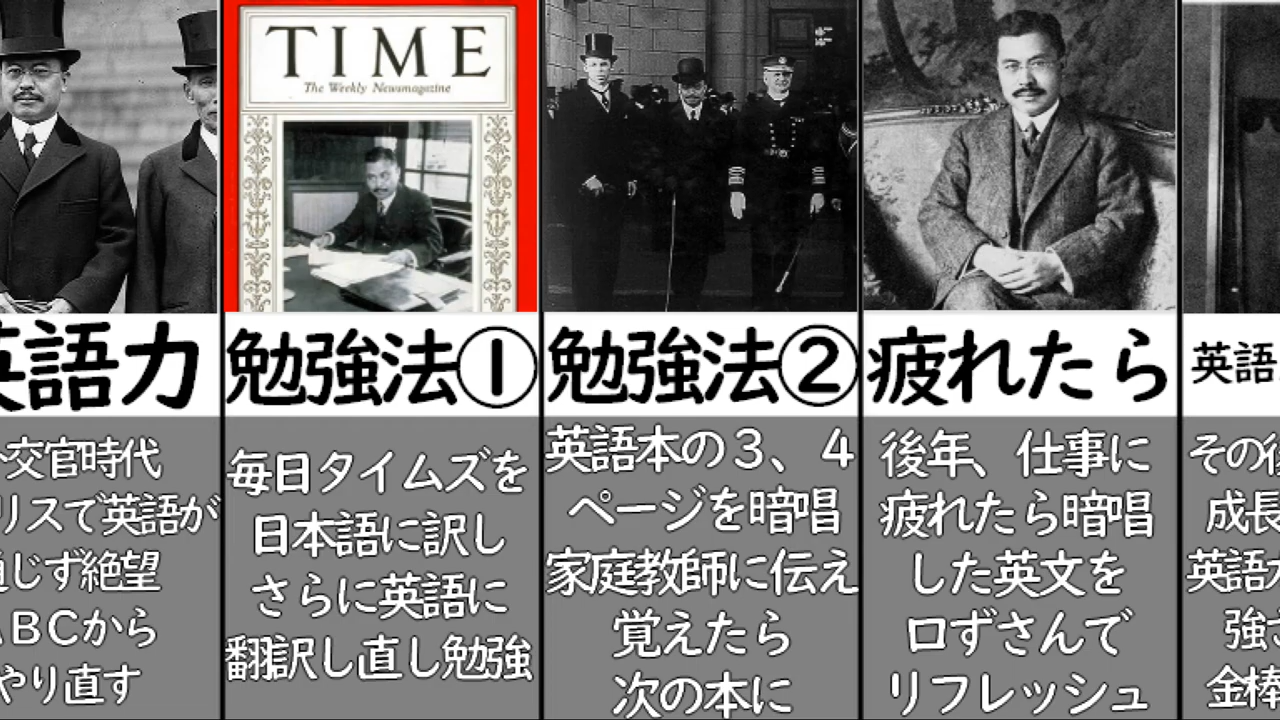 英語力
交官時代
リスで英語が
通じず絶望
ABCから
やり直す
TIME
The Weekly Newsmagazine
勉強法①
毎日タイムズを
日本語に訳し
さらに英語に
翻訳し直し勉強
勉強法②
英語本の3、4
ページを暗唱
家庭教師に伝え
覚えたら
次の本に
疲れたら
後年、仕事に
疲れたら暗唱
した英文を
口ずさんで
リフレッシュ
英語
その後
成長
英語
強さ
金棒